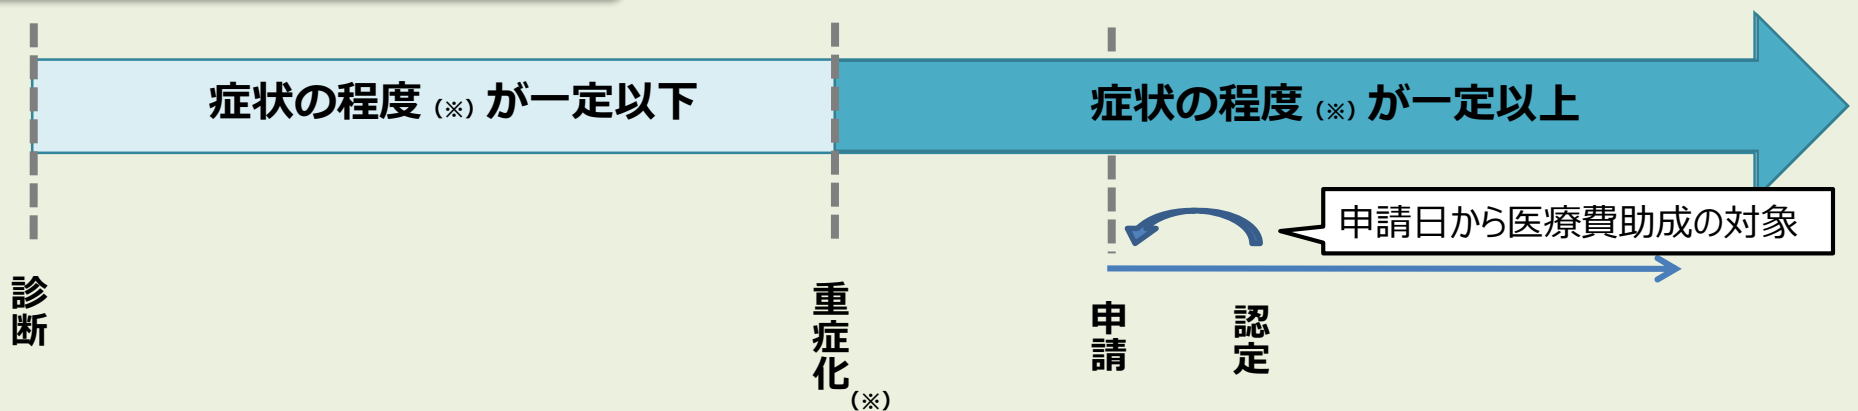 症状の程度(※)が一定以下
症状の程度(※)が一定以上
申請日から医療費助成の対象
診断
重症化(※)
申請
認定